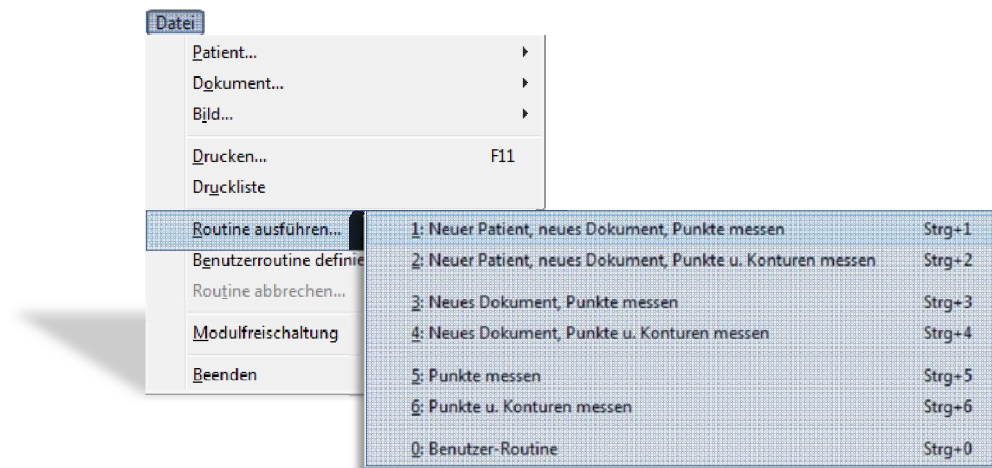 Datei
Patient...
Dokument...
Bild...
Drucken... F11
Druckliste
Routine ausführen...
1: Neuer Patient, neues Dokument, Punkte messen Strg+1
Benutzerroutine definie
2: Neuer Patient, neues Dokument, Punkte u. Konturen messen Strg+2
Routine abbrechen...
3: Neues Dokument, Punkte messen Strg+3
Modulfreischaltung
4: Neues Dokument, Punkte u. Konturen messen Strg+4
Beenden
5: Punkte messen Strg+5
6: Punkte u. Konturen messen Strg+6
0: Benutzer-Routine Strg+0